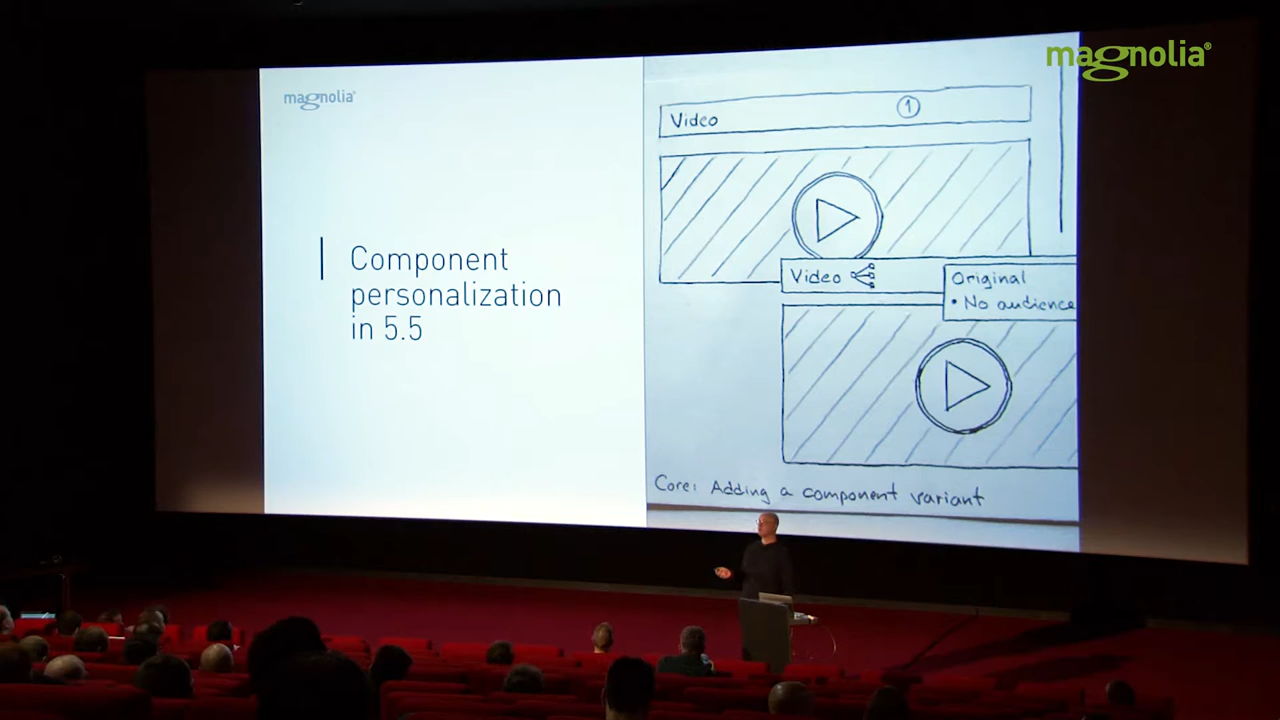 magnolia®
magnolia®
Component
personalization
in 5.5
Video
1
Video
Original
• No audience
Core: Adding a component variant